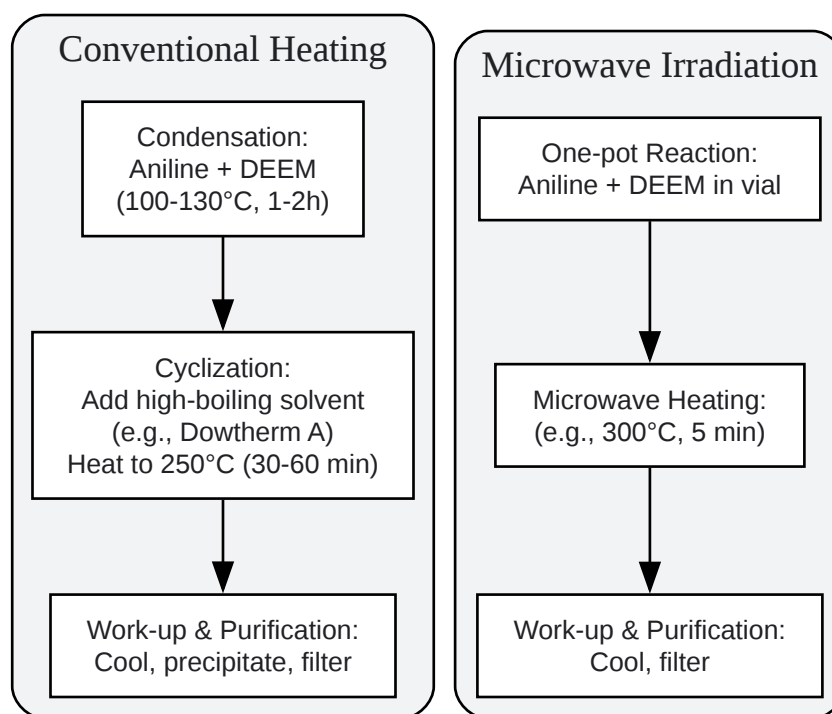 Conventional Heating
Condensation:
Aniline + DEEM
(100-130°C, 1-2h)
Cyclization:
Add high-boiling solvent
(e.g., Dowtherm A)
Heat to 250°C (30-60 min)
Work-up & Purification:
Cool, precipitate, filter
Microwave Irradiation
One-pot Reaction:
Aniline + DEEM in vial
Microwave Heating:
(e.g., 300°C, 5 min)
Work-up & Purification:
Cool, filter